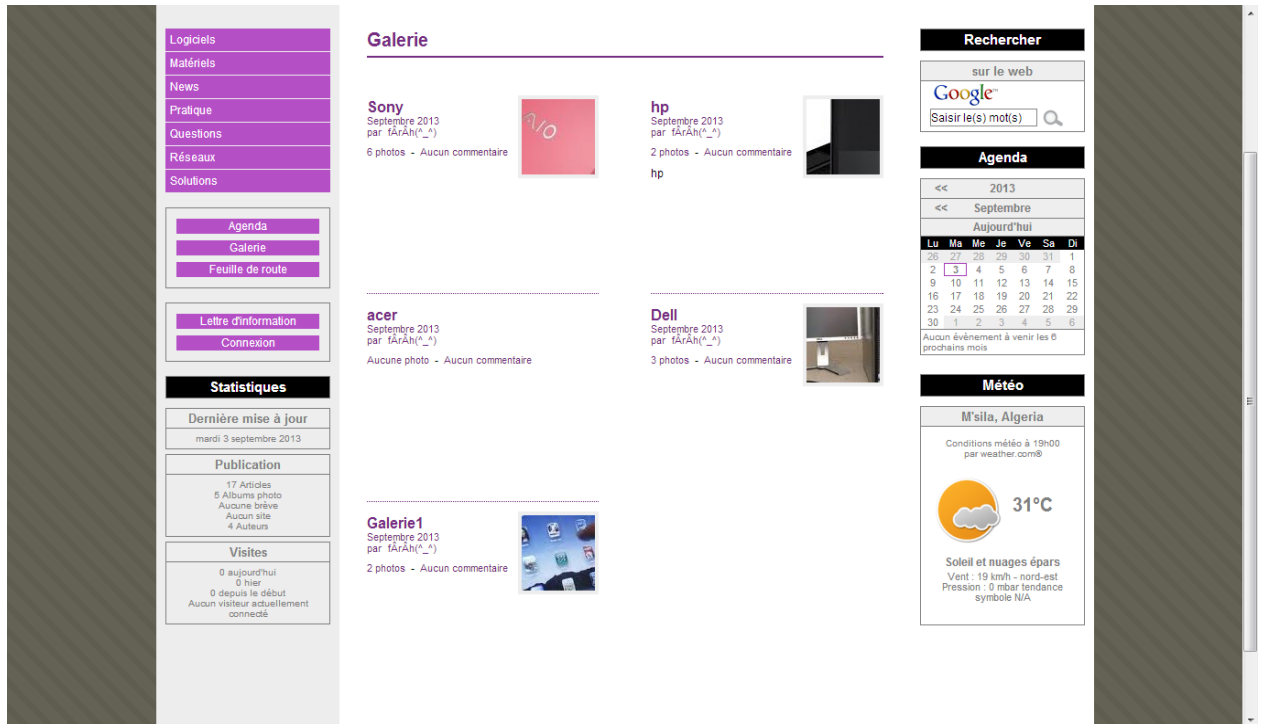 Logiciels
Matériels
News
Pratique
Questions
Réseaux
Solutions
Agenda
Galerie
Feuille de route
Lettre d'information
Connexion
Statistiques
Dernière mise à jour
mardi 3 septembre 2013
Publication
17 Articles
5 Albums photo
Aucune brève
Aucun site
4 Auteurs
Visites
0 aujourd'hui
0 hier
0 depuis le début
Aucun visiteur actuellement
connecté
Galerie
Sony
Septembre 2013
par fÂrÂh(^_^)
6 photos - Aucun commentaire
AIO
hp
Septembre 2013
par fÂrÂh(^_^)
2 photos - Aucun commentaire
hp
acer
Septembre 2013
par fÂrÂh(^_^)
Aucune photo - Aucun commentaire
Dell
Septembre 2013
par fÂrÂh(^_^)
3 photos - Aucun commentaire
Galerie1
Septembre 2013
par fÂrÂh(^_^)
2 photos - Aucun commentaire
Rechercher
sur le web
Google™
Saisir le(s) mot(s)
Agenda
<< 2013
<< Septembre
Aujourd'hui
Lu Ma Me Je Ve Sa Di
26 27 28 29 30 31 1
2 3 4 5 6 7 8
9 10 11 12 13 14 15
16 17 18 19 20 21 22
23 24 25 26 27 28 29
30 1 2 3 4 5 6
Aucun évènement à venir les 6
prochains mois
Météo
M'sila, Algeria
Conditions météo à 19h00
par weather.com®
31°C
Soleil et nuages épars
Vent : 19 km/h - nord-est
Pression : 0 mbar tendance
symbole N/A